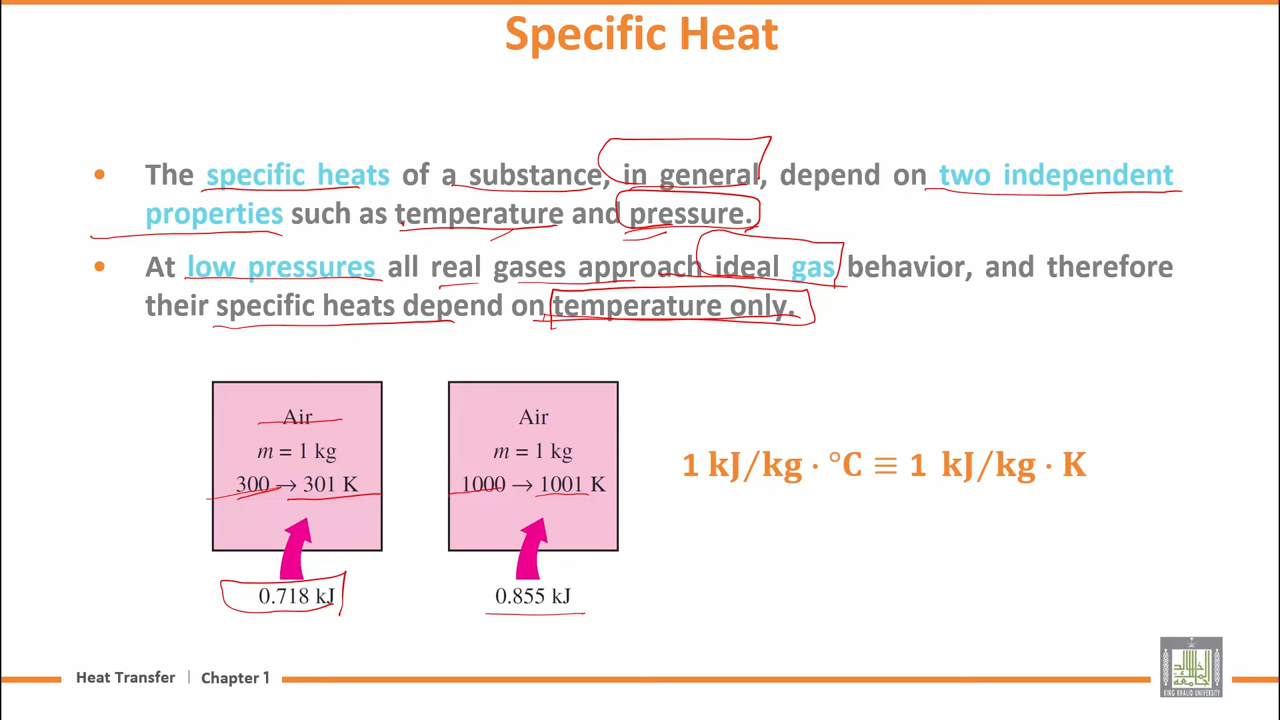 Specific Heat
• The specific heats of a substance, in general, depend on two independent
properties such as temperature and pressure.
• At low pressures all real gases approach ideal gas behavior, and therefore
their specific heats depend on temperature only.
Air
m = 1 kg
300 → 301 K
0.718 kJ
Air
m = 1 kg
1000 → 1001 K
0.855 kJ
1 kJ/kg · °C ≡ 1 kJ/kg · K
Heat Transfer | Chapter 1
KING KHALID UNIVERSITY